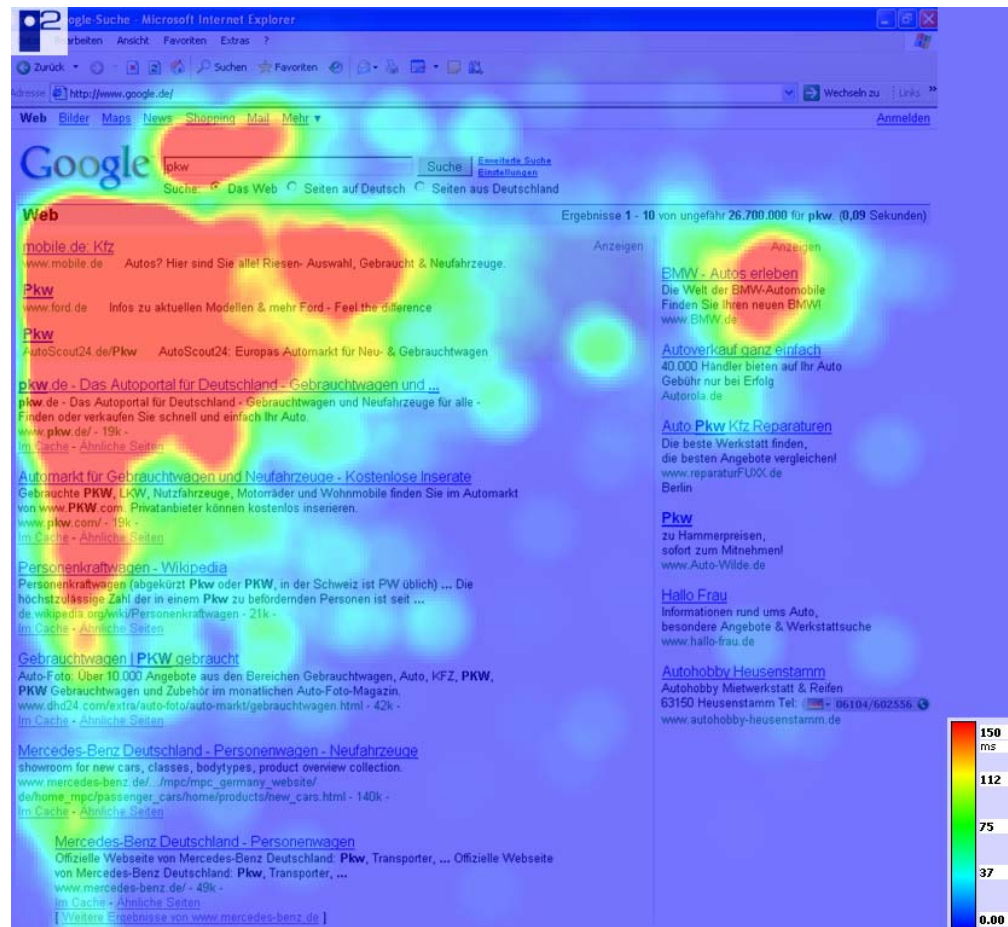 ogle-Suche - Microsoft Internet Explorer
Bearbeiten Ansicht Favoriten Extras ?
Zurück Suchen Favoriten
Adresse http://www.google.de/ Wechseln zu Links »
Web Bilder Maps News Shopping Mail Mehr ▼ Anmelden
Google pkw Suche Erweiterte Suche
Einstellungen
Suche: Das Web Seiten auf Deutsch Seiten aus Deutschland
Web Ergebnisse 1 - 10 von ungefähr 26.700.000 für pkw. (0,09 Sekunden)
mobile.de: Kfz Anzeigen
www.mobile.de Autos? Hier sind Sie alle! Riesen- Auswahl, Gebraucht & Neufahrzeuge.
Pkw
www.ford.de Infos zu aktuellen Modellen & mehr Ford - Feel the difference
Pkw
AutoScout24.de/Pkw AutoScout24: Europas Automarkt für Neu- & Gebrauchtwagen
pkw.de - Das Autoportal für Deutschland - Gebrauchtwagen und ...
pkw.de - Das Autoportal für Deutschland - Gebrauchtwagen und Neufahrzeuge für alle -
Finden oder verkaufen Sie schnell und einfach Ihr Auto.
www.pkw.de/ - 19k -
Im Cache - Ähnliche Seiten
Automarkt für Gebrauchtwagen und Neufahrzeuge - Kostenlose Inserate
Gebrauchte PKW, LKW, Nutzfahrzeuge, Motorräder und Wohnmobile finden Sie im Automarkt
von www.PKW.com. Privatanbieter können kostenlos inserieren.
www.pkw.com/ - 19k -
Im Cache - Ähnliche Seiten
Personenkraftwagen - Wikipedia
Personenkraftwagen (abgekürzt Pkw oder PKW, in der Schweiz ist PW üblich) ... Die
höchstzulässige Zahl der in einem Pkw zu befördernden Personen ist seit ...
de.wikipedia.org/wiki/Personenkraftwagen - 21k -
Im Cache - Ähnliche Seiten
Gebrauchtwagen | PKW gebraucht
Auto-Foto: Über 10.000 Angebote aus den Bereichen Gebrauchtwagen, Auto, KFZ, PKW,
PKW Gebrauchtwagen und Zubehör im monatlichen Auto-Foto-Magazin.
www.dhd24.com/extra/auto-foto/auto-markt/gebrauchtwagen.html - 42k -
Im Cache - Ähnliche Seiten
Mercedes-Benz Deutschland - Personenwagen - Neufahrzeuge
showroom for new cars, classes, bodytypes, product overview collection.
www.mercedes-benz.de/.../mpc/mpc_germany_website/
de/home_mpc/passenger_cars/home/products/new_cars.html - 140k -
Im Cache - Ähnliche Seiten
Mercedes-Benz Deutschland - Personenwagen
Offizielle Webseite von Mercedes-Benz Deutschland: Pkw, Transporter, ... Offizielle Webseite
von Mercedes-Benz Deutschland: Pkw, Transporter, ...
www.mercedes-benz.de/ - 49k -
Im Cache - Ähnliche Seiten
[ Weitere Ergebnisse von www.mercedes-benz.de ]
Anzeigen
BMW - Autos erleben
Die Welt der BMW-Automobile
Finden Sie Ihren neuen BMW!
www.BMW.de
Autoverkauf ganz einfach
40.000 Händler bieten auf Ihr Auto
Gebühr nur bei Erfolg
Autorola.de
Auto Pkw Kfz Reparaturen
Die beste Werkstatt finden,
die besten Angebote vergleichen!
www.reparaturFUXX.de
Berlin
Pkw
zu Hammerpreisen,
sofort zum Mitnehmen!
www.Auto-Wilde.de
Hallo Frau
Informationen rund ums Auto,
besondere Angebote & Werkstattsuche
www.hallo-frau.de
Autohobby Heusenstamm
Autohobby Mietwerkstatt & Reifen
63150 Heusenstamm Tel: 06104/602556
www.autohobby-heusenstamm.de
150
ms
112
75
37
0.00